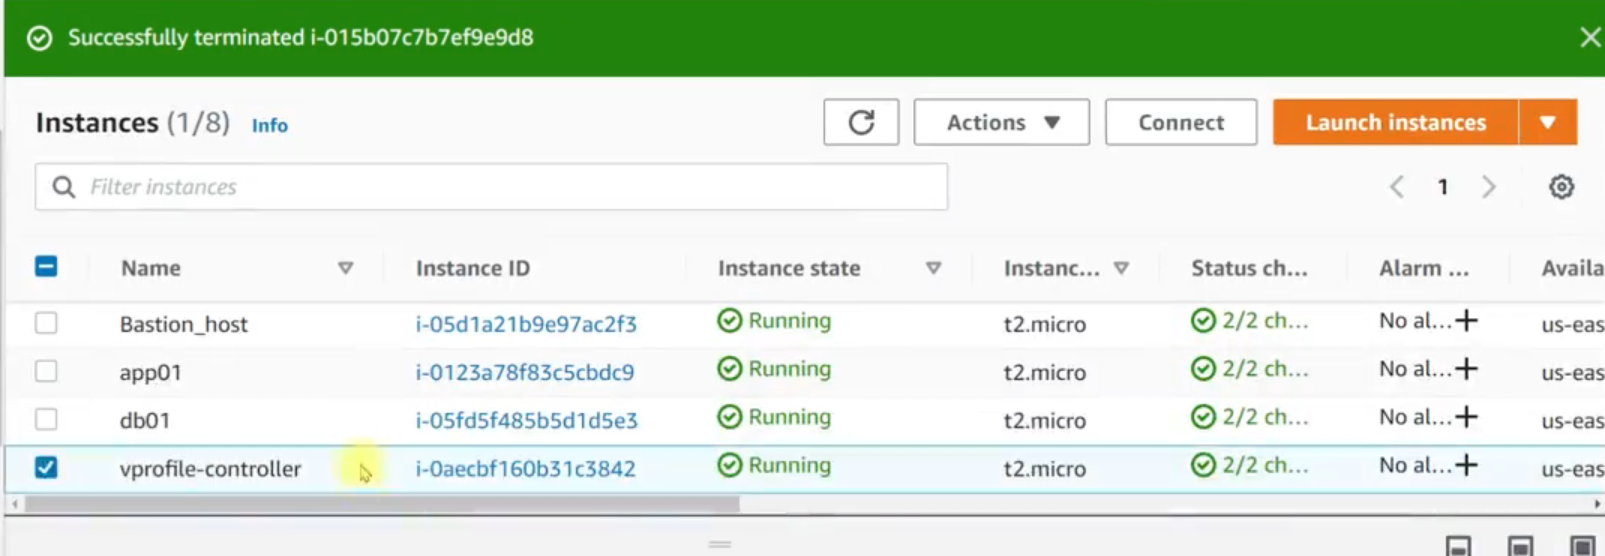 Successfully terminated i-015b07c7b7ef9e9d8
Instances (1/8) Info
Actions
Connect
Launch instances
Filter instances
1
Name Instance ID Instance state Instanc... Status ch... Alarm ... Availa
Bastion_host i-05d1a21b9e97ac2f3 Running t2.micro 2/2 ch... No al... us-eas
app01 i-0123a78f83c5cbdc9 Running t2.micro 2/2 ch... No al... us-eas
db01 i-05fd5f485b5d1d5e3 Running t2.micro 2/2 ch... No al... us-eas
vprofile-controller i-0aecbf160b31c3842 Running t2.micro 2/2 ch... No al... us-eas